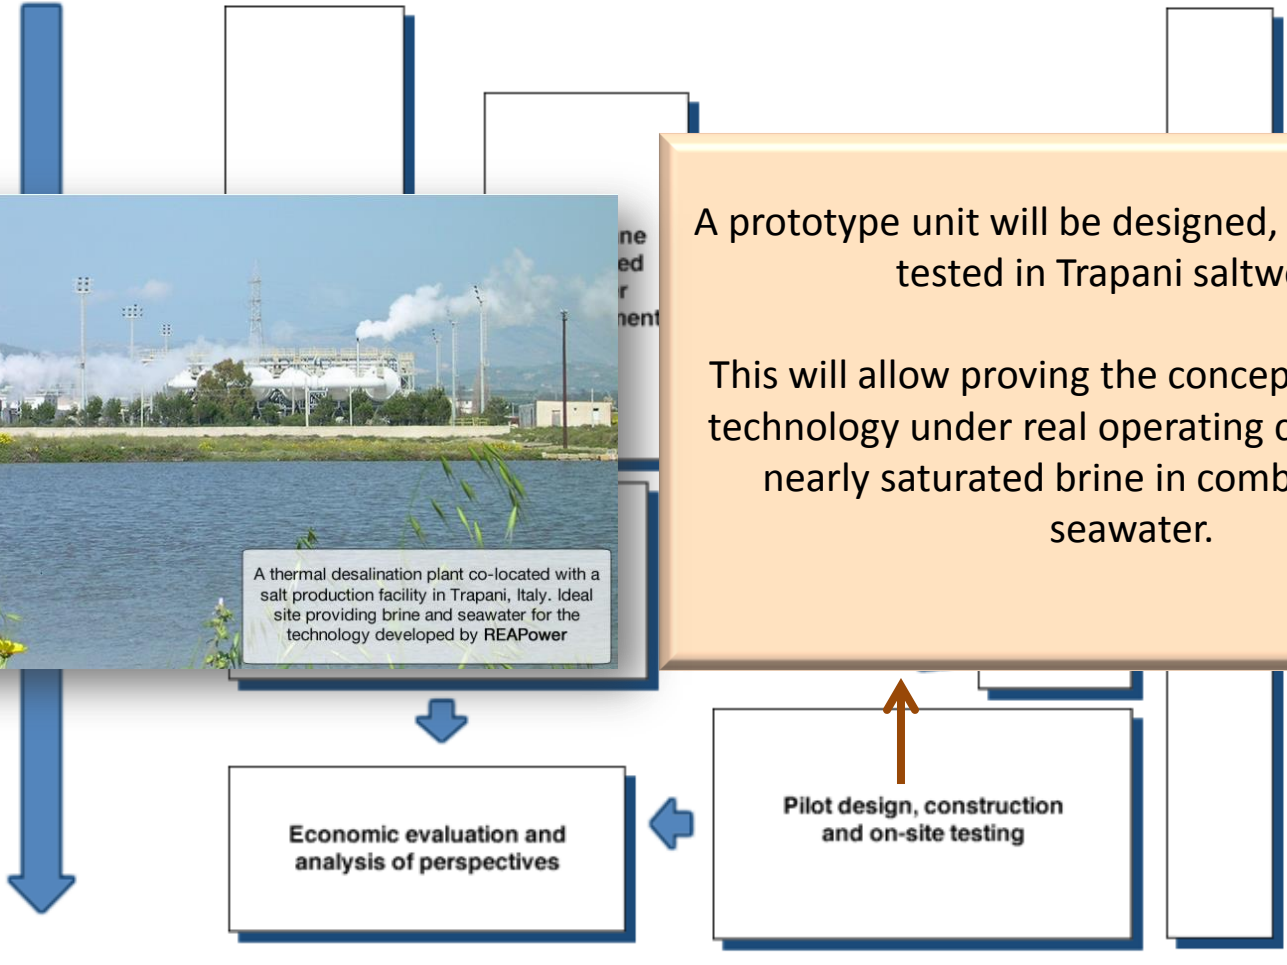 A prototype unit will be designed,
tested in Trapani
This will allow proving the
technology under real operating
nearly saturated brine in
seawater.
A thermal desalination plant co-located with a
salt production facility in Trapani, Italy. Ideal
site providing brine and seawater for the
technology developed by REAPower
Economic evaluation and
analysis of perspectives
Pilot design, construction
and on-site testing